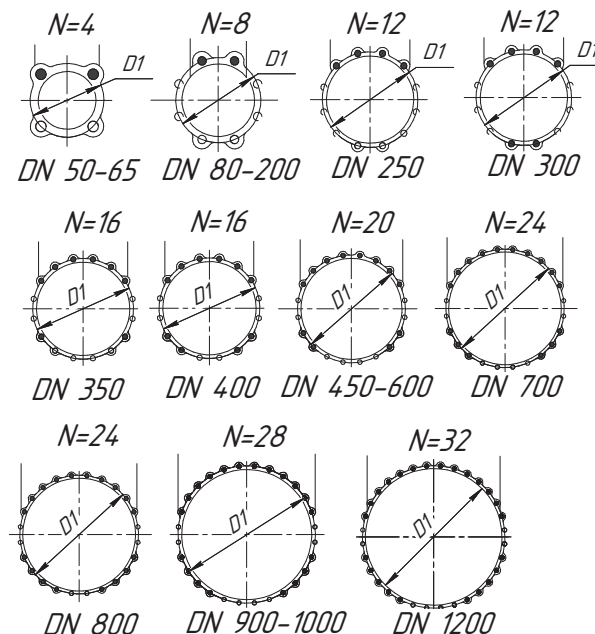 N=4 N=8 N=12 N=12
D1 D1 D1 D1
DN 50-65 DN 80-200 DN 250 DN 300
N=16 N=16 N=20 N=24
D1 D1 D1 D1
DN 350 DN 400 DN 450-600 DN 700
N=24 N=28 N=32
D1 D1 D1
DN 800 DN 900-1000 DN 1200